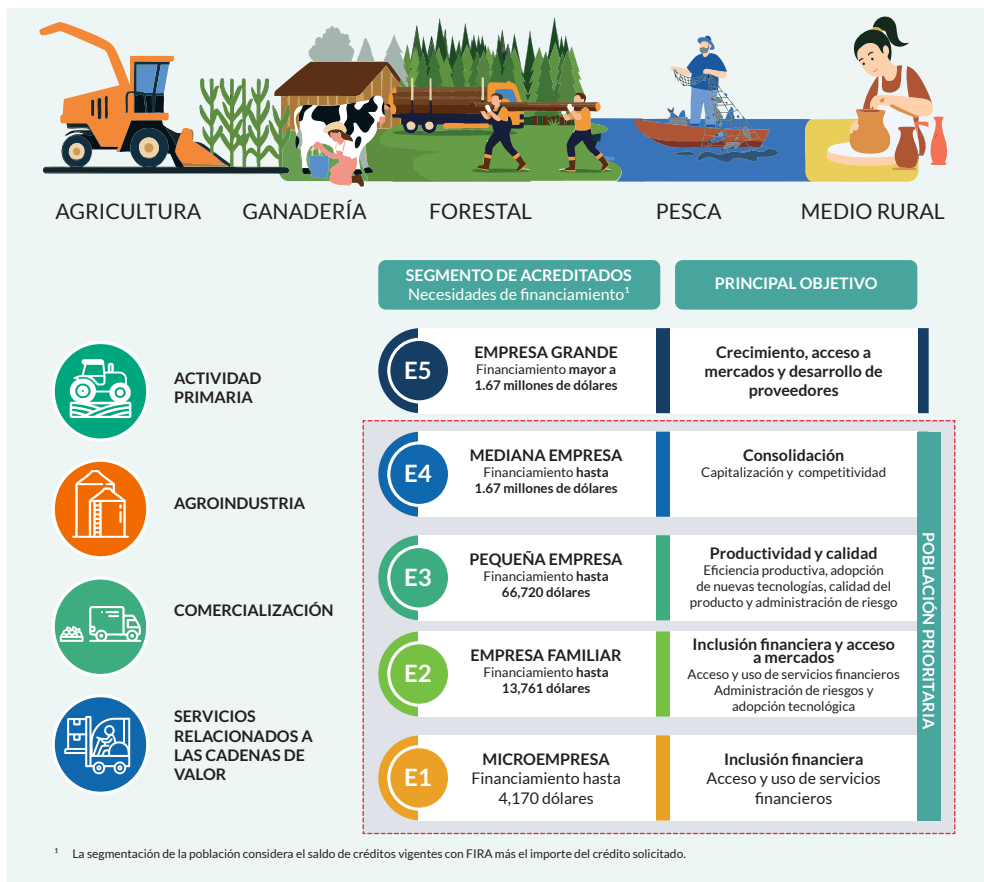 AGRICULTURA
GANADERÍA
FORESTAL
PESCA
MEDIO RURAL
SEGMENTO DE ACREDITADOS
Necesidades de financiamiento¹
PRINCIPAL OBJETIVO
ACTIVIDAD
PRIMARIA
AGROINDUSTRIA
COMERCIALIZACIÓN
SERVICIOS
RELACIONADOS A
LAS CADENAS DE
VALOR
E5
EMPRESA GRANDE
Financiamiento mayor a
1.67 millones de dólares
Crecimiento, acceso a
mercados y desarrollo de
proveedores
E4
MEDIANA EMPRESA
Financiamiento hasta
1.67 millones de dólares
Consolidación
Capitalización y competitividad
E3
PEQUEÑA EMPRESA
Financiamiento hasta
66,720 dólares
Productividad y calidad
Eficiencia productiva, adopción
de nuevas tecnologías, calidad del
producto y administración de riesgo
E2
EMPRESA FAMILIAR
Financiamiento hasta
13,761 dólares
Inclusión financiera y acceso
a mercados
Acceso y uso de servicios financieros
Administración de riesgos y
adopción tecnológica
E1
MICROEMPRESA
Financiamiento hasta
4,170 dólares
Inclusión financiera
Acceso y uso de servicios
financieros
POBLACIÓN PRIORITARIA
¹ La segmentación de la población considera el saldo de créditos vigentes con FIRA más el importe del crédito solicitado.